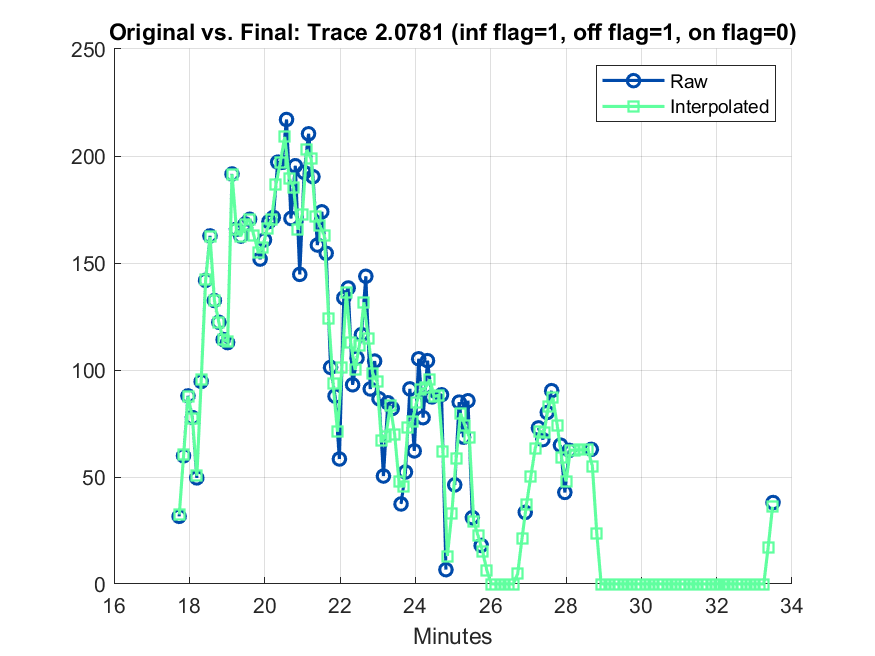 Original vs. Final: Trace 2.0781 (inf flag=1, off flag=1, on flag=0)
250
200
150
100
50
0
Raw
Interpolated
16 18 20 22 24 26 28 30 32 34
Minutes